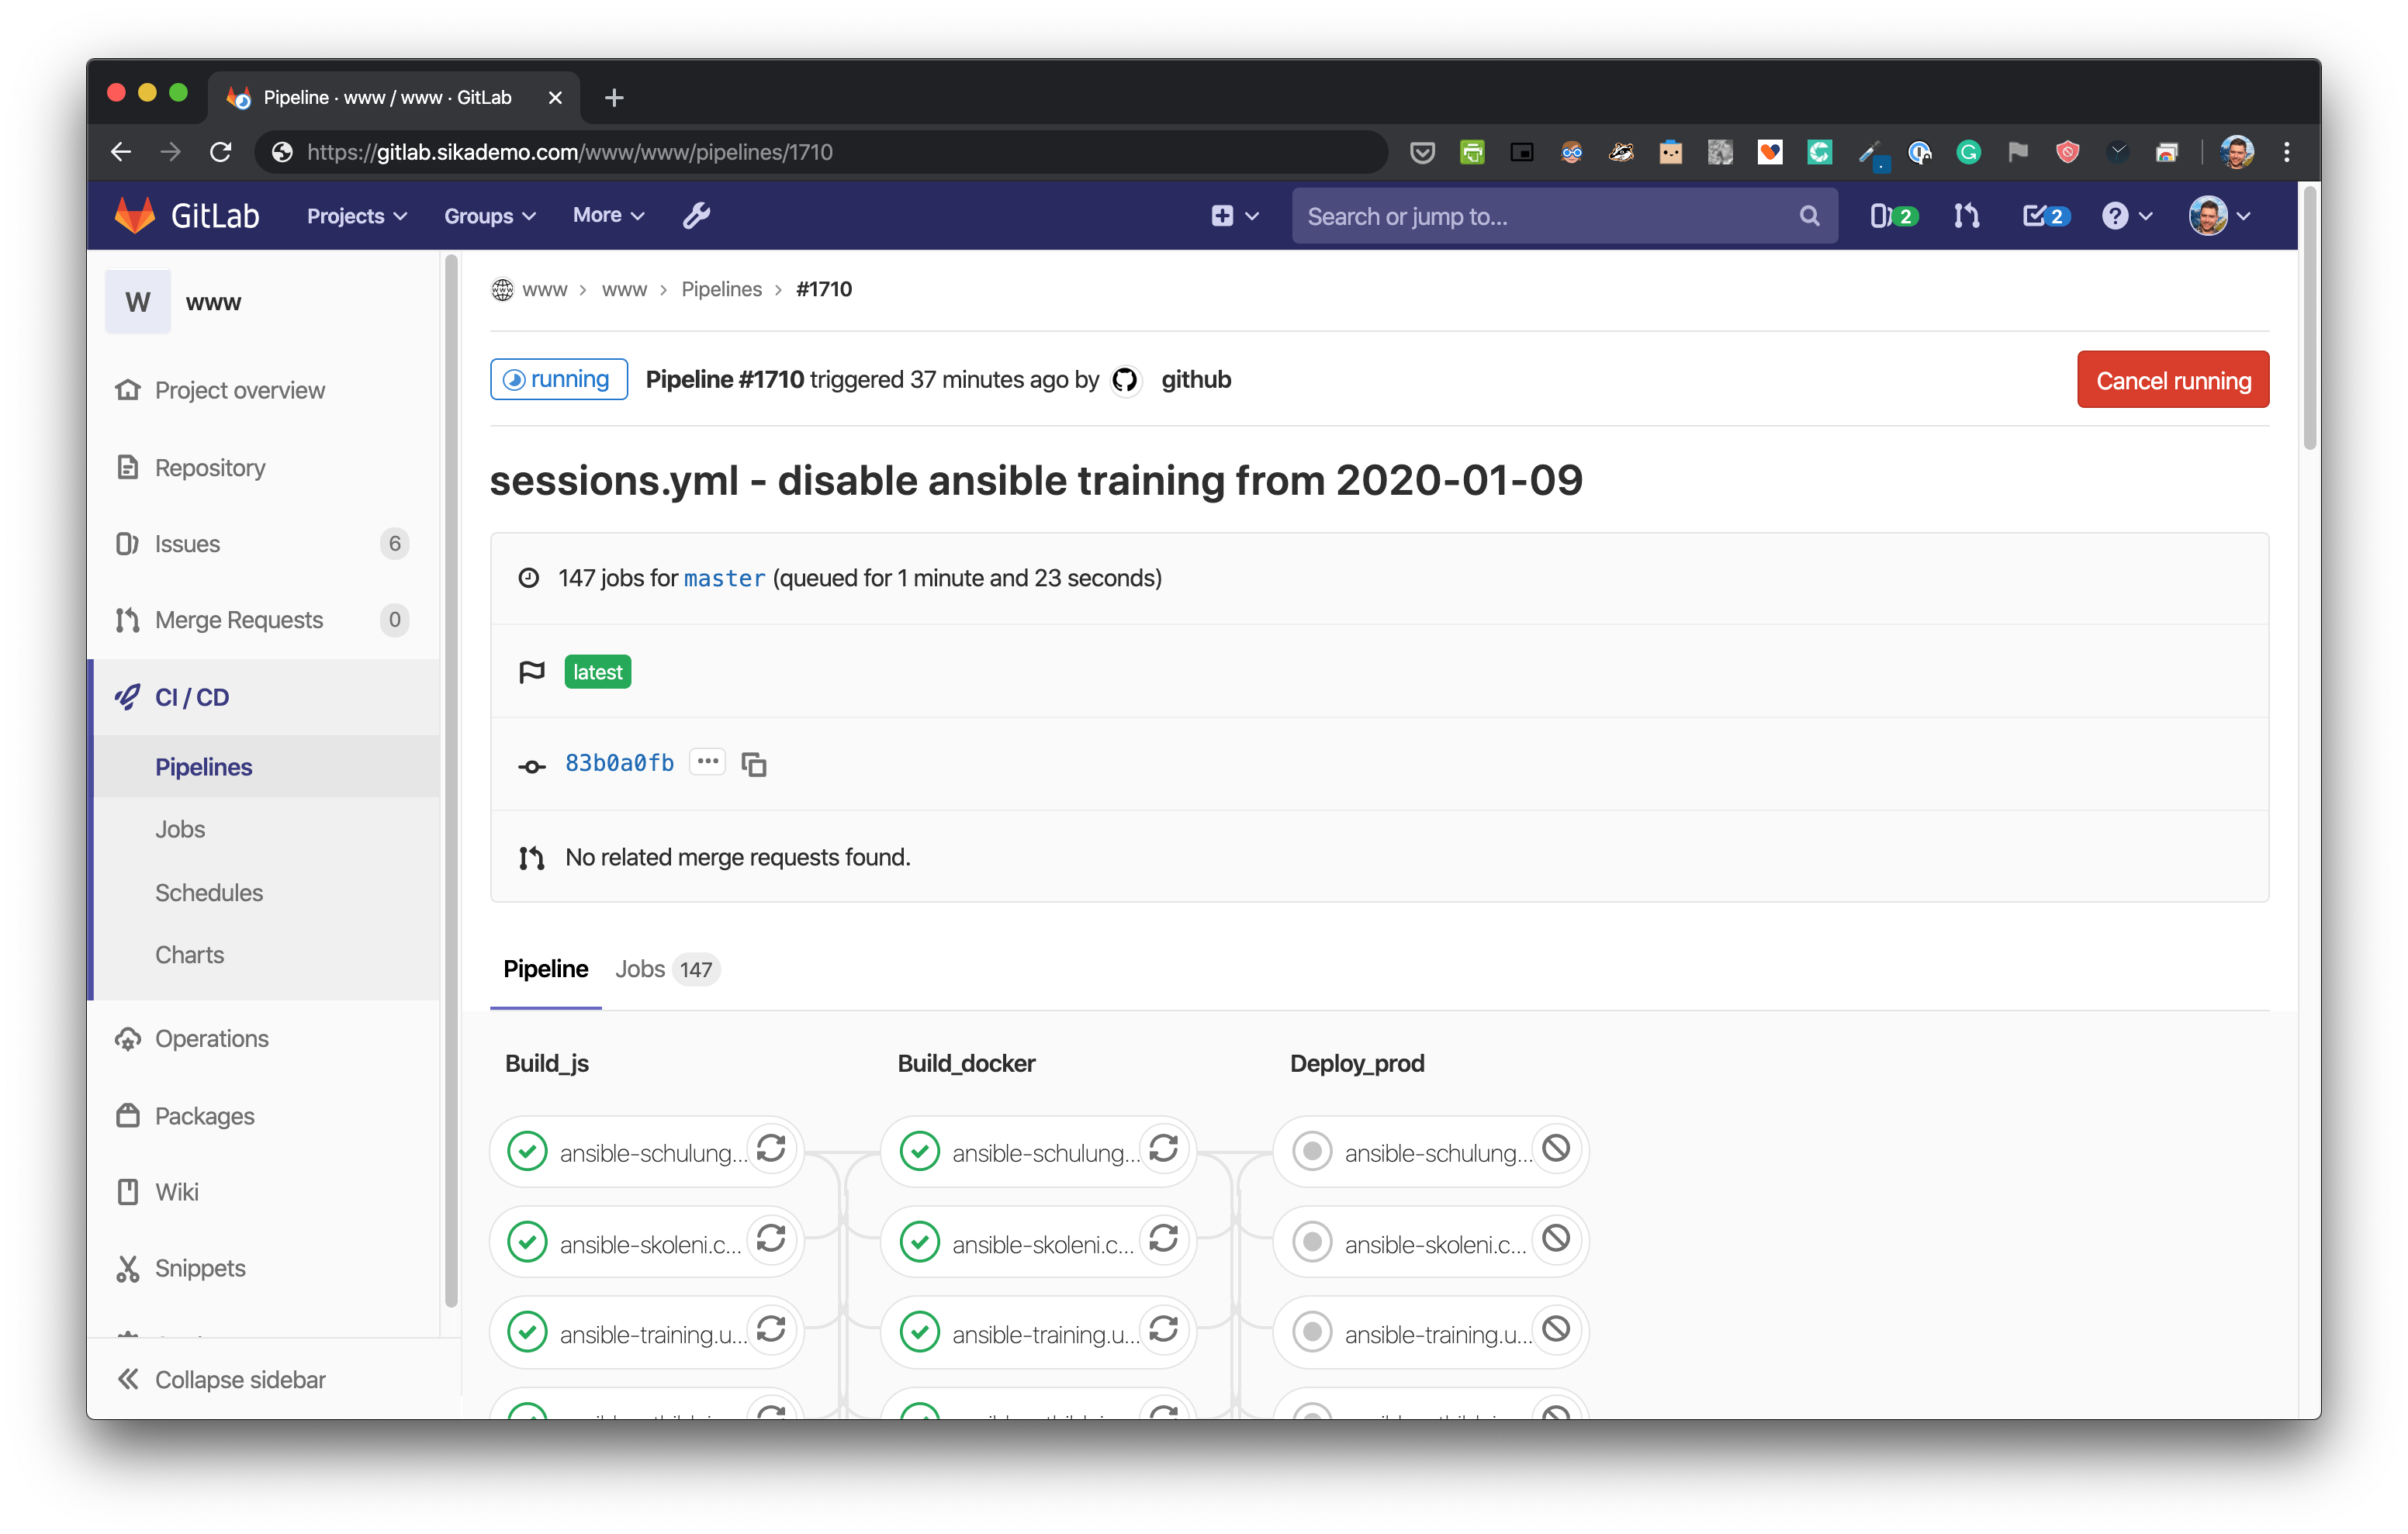 Pipeline · www / www · GitLab
https://gitlab.sikademo.com/www/www/pipelines/1710
GitLab Projects Groups More Search or jump to... 2 2
W www
Project overview
Repository
Issues 6
Merge Requests 0
CI / CD
Pipelines
Jobs
Schedules
Charts
Operations
Packages
Wiki
Snippets
Collapse sidebar
www > www > Pipelines > #1710
running Pipeline #1710 triggered 37 minutes ago by github Cancel running
sessions.yml - disable ansible training from 2020-01-09
147 jobs for master (queued for 1 minute and 23 seconds)
latest
83b0a0fb ...
No related merge requests found.
Pipeline Jobs 147
Build_js Build_docker Deploy_prod
ansible-schulung... ansible-schulung... ansible-schulung...
ansible-skoleni.c... ansible-skoleni.c... ansible-skoleni.c...
ansible-training.u... ansible-training.u... ansible-training.u...